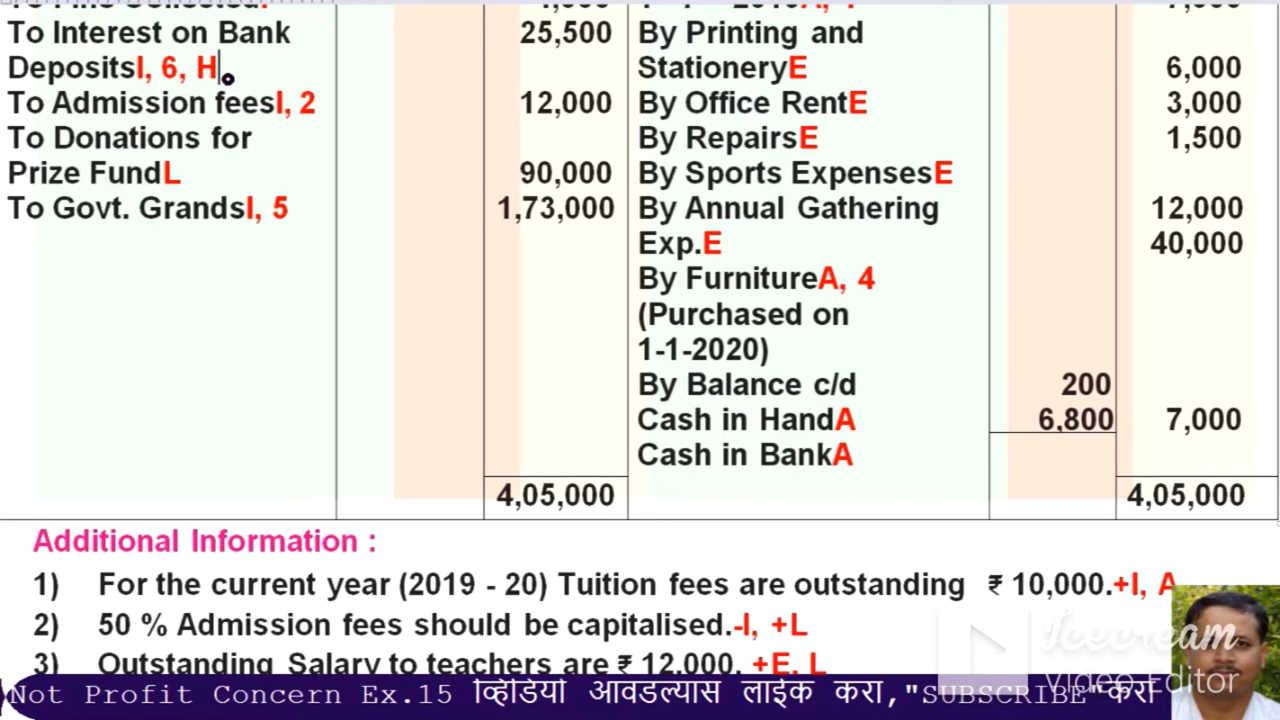 To Interest on Bank 25,500 By Printing and
DepositsI, 6, H StationeryE 6,000
To Admission feesI, 2 12,000 By Office RentE 3,000
To Donations for By RepairsE 1,500
Prize FundL 90,000 By Sports ExpensesE
To Govt. GrandsI, 5 1,73,000 By Annual Gathering 12,000
Exp.E 40,000
By FurnitureA, 4
(Purchased on
1-1-2020)
By Balance c/d 200
Cash in HandA 6,800 7,000
Cash in BankA
4,05,000 4,05,000
Additional Information :
1) For the current year (2019 - 20) Tuition fees are outstanding ₹ 10,000.+I, A
2) 50 % Admission fees should be capitalised.-I, +L
3) Outstanding Salary to teachers are ₹ 12,000. +E, L
Icecream
Video Editor
Not Profit Concern Ex.15 व्हिडियो आवडल्यास लाईक करा,"SUBSCRIBE"करा